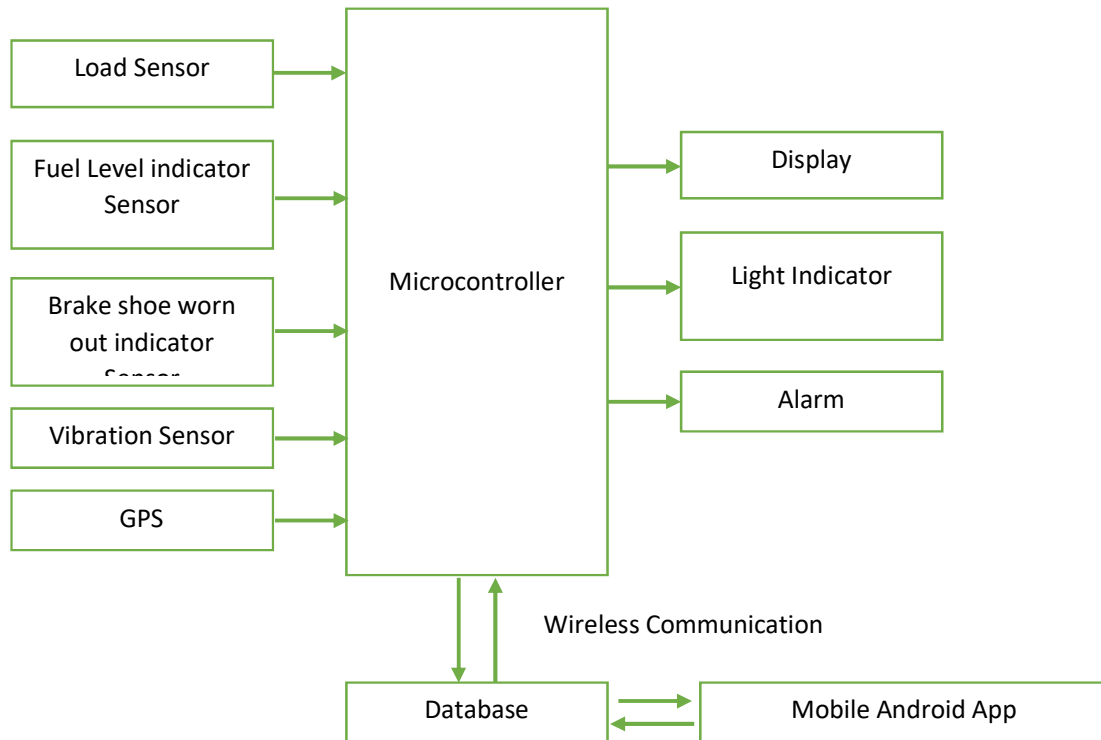 Load Sensor
Fuel Level indicator
Sensor
Brake shoe worn
out indicator
Sensor
Vibration Sensor
GPS
Microcontroller
Display
Light Indicator
Alarm
Wireless Communication
Database
Mobile Android App